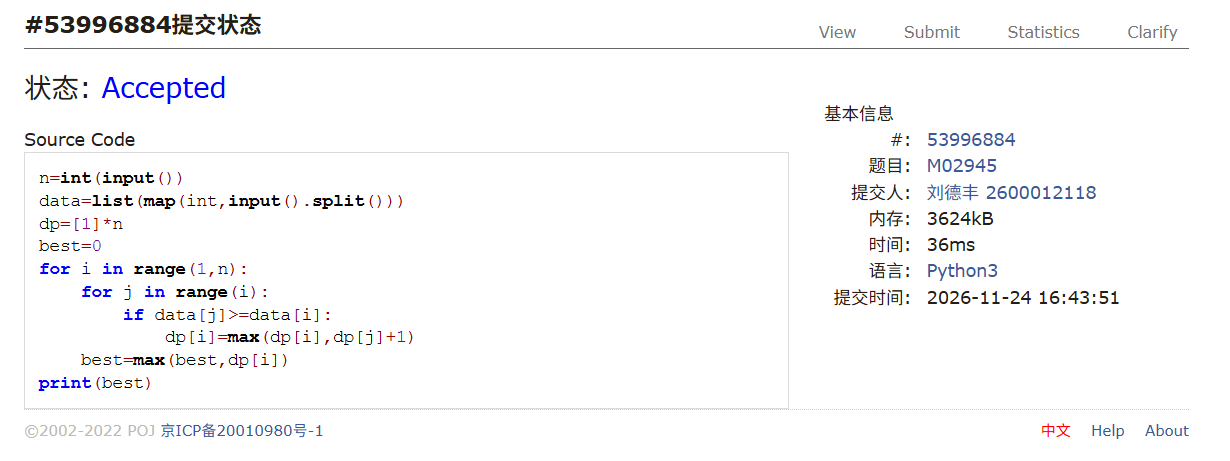 #53996884提交状态
View Submit Statistics Clarify
状态: Accepted
Source Code
n=int(input())
data=list(map(int,input().split()))
dp=[1]*n
best=0
for i in range(1,n):
    for j in range(i):
        if data[j]>=data[i]:
            dp[i]=max(dp[i],dp[j]+1)
    best=max(best,dp[i])
print(best)
基本信息
#: 53996884
题目: M02945
提交人: 刘德丰 2600012118
内存: 3624kB
时间: 36ms
语言: Python3
提交时间: 2026-11-24 16:43:51
©2002-2022 POJ 京ICP备20010980号-1
中文 Help About